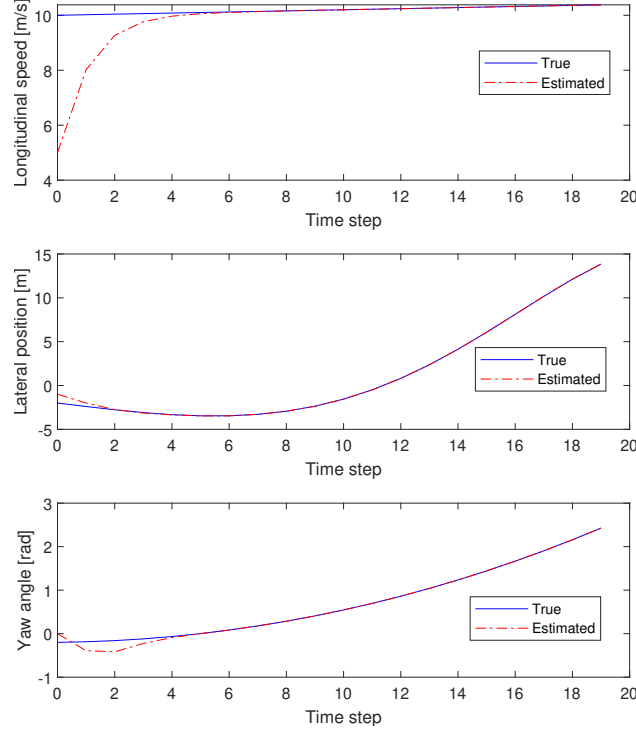 Longitudinal speed [m/s]
10
8
6
4
True
Estimated
0 2 4 6 8 10 12 14 16 18 20
Time step
Lateral position [m]
15
10
5
0
-5
True
Estimated
0 2 4 6 8 10 12 14 16 18 20
Time step
Yaw angle [rad]
3
2
1
0
-1
True
Estimated
0 2 4 6 8 10 12 14 16 18 20
Time step